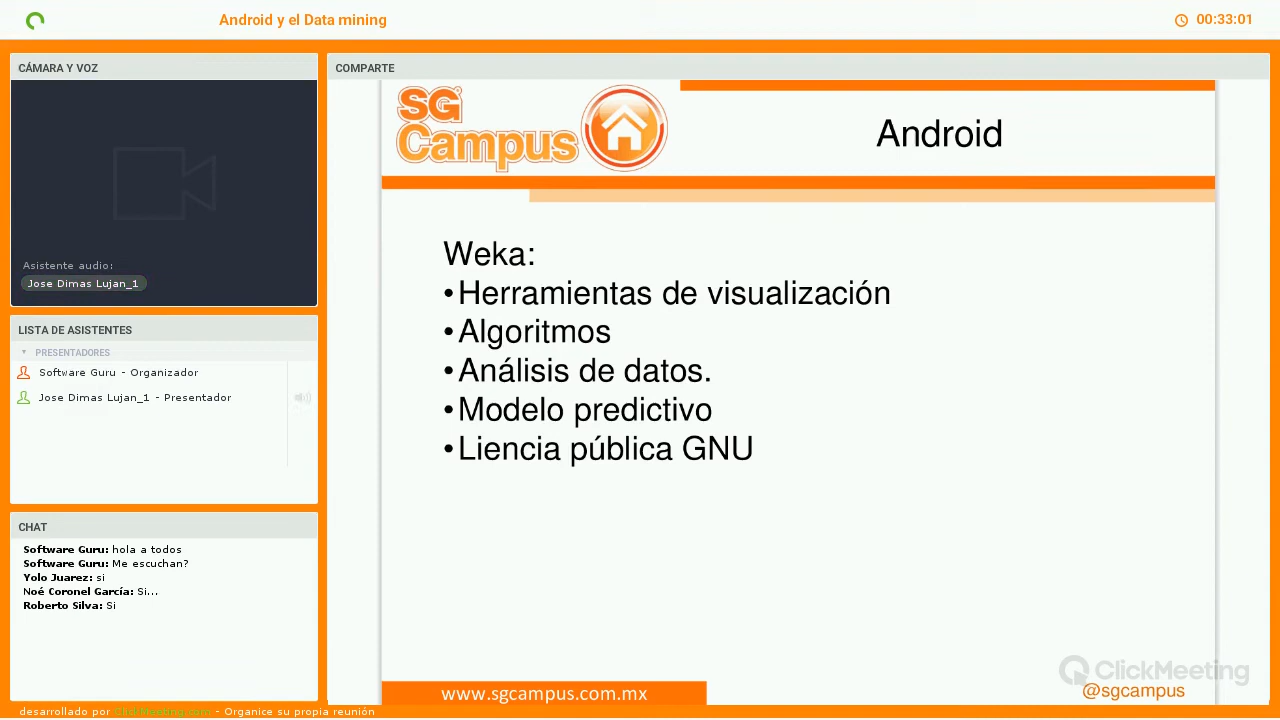 Android y el Data mining
00:33:01
CÁMARA Y VOZ
Asistente audio:
Jose Dimas Lujan_1
LISTA DE ASISTENTES
PRESENTADORES
Software Guru - Organizador
Jose Dimas Lujan_1 - Presentador
CHAT
Software Guru: hola a todos
Software Guru: Me escuchan?
Yolo Juarez: si
Noé Coronel García: Si...
Roberto Silva: Si
COMPARTE
SG
Campus
Android
Weka:
•Herramientas de visualización
•Algoritmos
•Análisis de datos.
•Modelo predictivo
•Liencia pública GNU
www.sgcampus.com.mx
ClickMeeting
@sgcampus
desarrollado por ClickMeeting.com - Organice su propia reunión